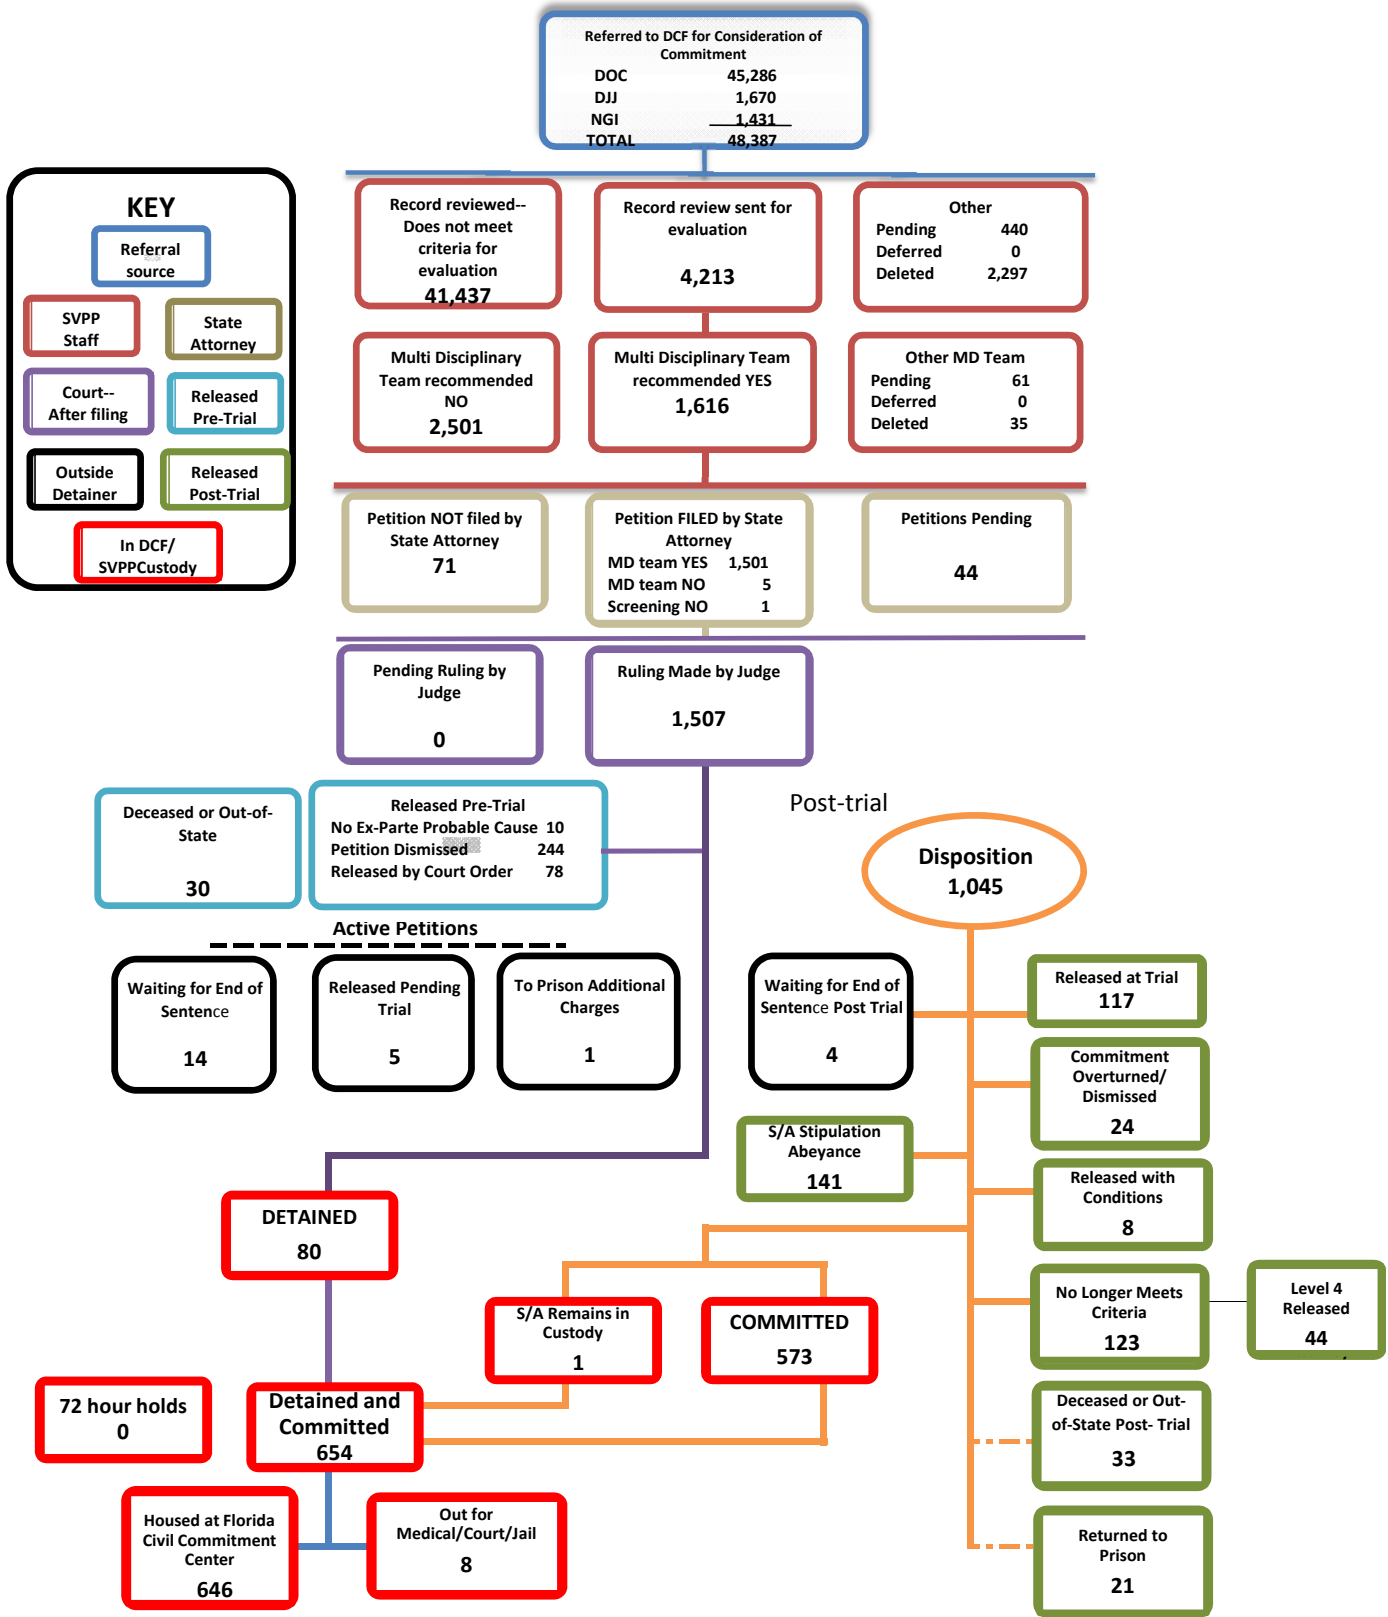 Referred to DCF for Consideration of
Commitment
DOC 45,286
DJJ 1,670
NGI 1,431
TOTAL 48,387
KEY
Referral
source
SVPP
Staff
State
Attorney
Court--
After filing
Released
Pre-Trial
Outside
Detainer
Released
Post-Trial
In DCF/
SVPPCustody
Record reviewed--
Does not meet
criteria for
evaluation
41,437
Record review sent for
evaluation
4,213
Other
Pending 440
Deferred 0
Deleted 2,297
Multi Disciplinary
Team recommended
NO
2,501
Multi Disciplinary Team
recommended YES
1,616
Other MD Team
Pending 61
Deferred 0
Deleted 35
Petition NOT filed by
State Attorney
71
Petition FILED by State
Attorney
MD team YES 1,501
MD team NO 5
Screening NO 1
Petitions Pending
44
Pending Ruling by
Judge
0
Ruling Made by Judge
1,507
Deceased or Out-of-
State
30
Released Pre-Trial
No Ex-Parte Probable Cause 10
Petition Dismissed 244
Released by Court Order 78
Post-trial
Disposition
1,045
Active Petitions
Waiting for End of
Sentence
14
Released Pending
Trial
5
To Prison Additional
Charges
1
Waiting for End of
Sentence Post Trial
4
Released at Trial
117
Commitment
Overturned/
Dismissed
24
S/A Stipulation
Abeyance
141
Released with
Conditions
8
DETAINED
80
No Longer Meets
Criteria
123
Level 4
Released
44
S/A Remains in
Custody
1
COMMITTED
573
72 hour holds
0
Detained and
Committed
654
Deceased or Out-
of-State Post- Trial
33
Housed at Florida
Civil Commitment
Center
646
Out for
Medical/Court/Jail
8
Returned to
Prison
21